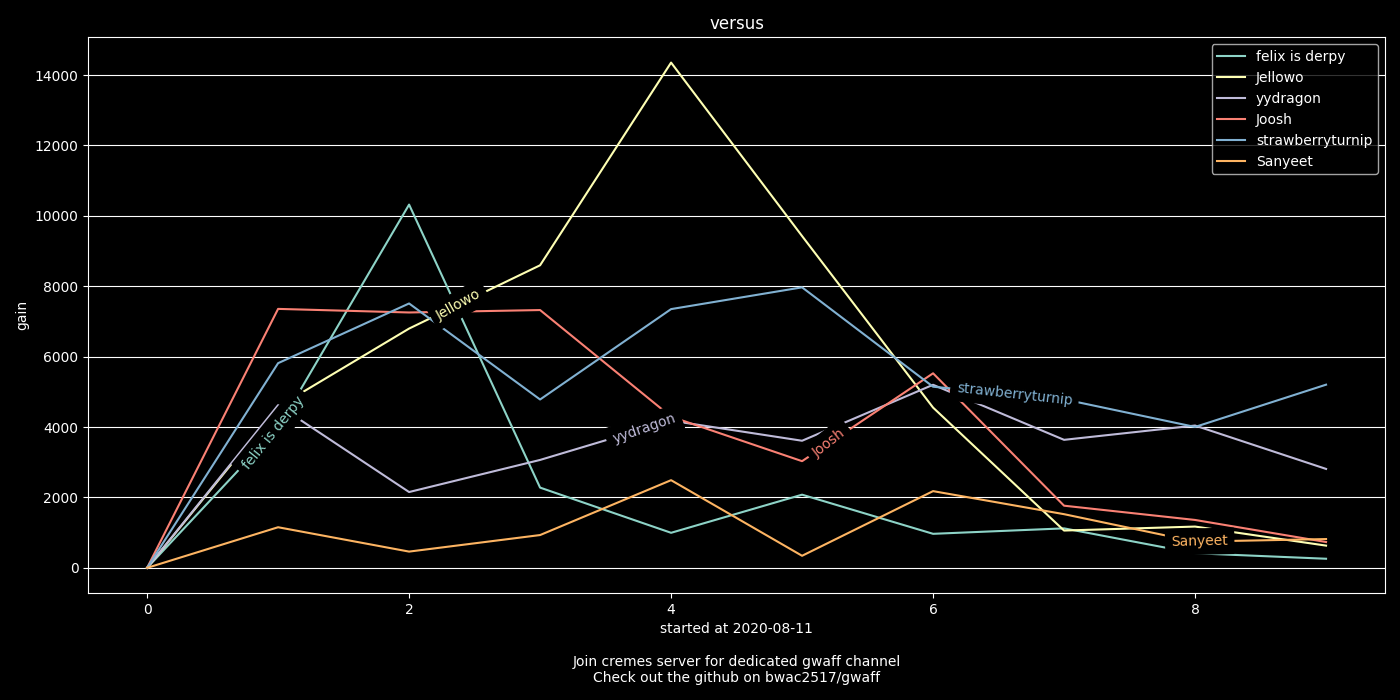 versus
14000
12000
10000
8000
6000
4000
2000
0
gain
felix is derpy
Jellowo
yydragon
Joosh
strawberryturnip
Sanyeet
felix is derpy
Jellowo
yydragon
Joosh
strawberryturnip
Sanyeet
0 2 4 6 8
started at 2020-08-11
Join cremes server for dedicated gwaff channel
Check out the github on bwac2517/gwaff